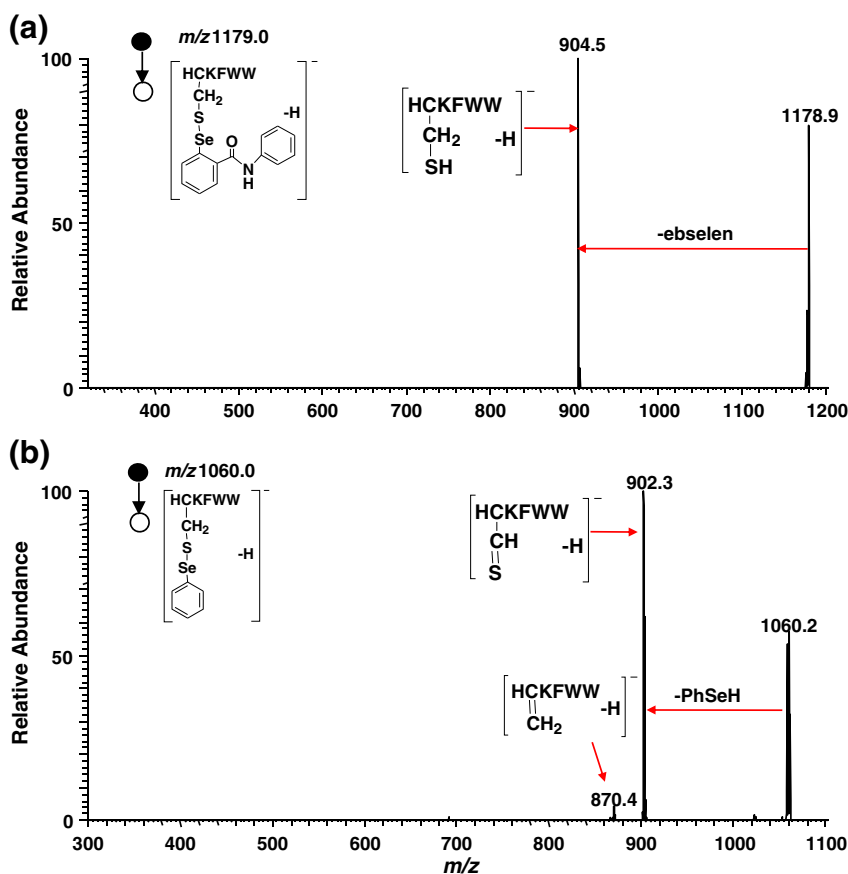 (a)
m/z1179.0
HCKFWW
CH2
S
Se
-H
-
O
N
H
HCKFWW
CH2
SH
-H
-
904.5
1178.9
-ebselen
Relative Abundance
100
50
0
400 500 600 700 800 900 1000 1100 1200
(b)
m/z1060.0
HCKFWW
CH2
S
Se
-H
-
HCKFWW
CH
S
-H
-
902.3
1060.2
-PhSeH
HCKFWW
CH2
-H
-
870.4
Relative Abundance
100
50
0
300 400 500 600 700 800 900 1000 1100
m/z